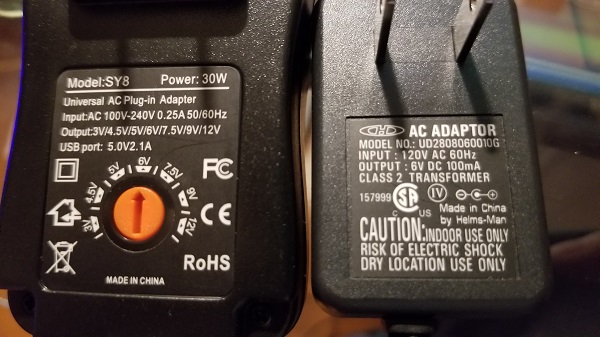 Model:SY8 Power: 30W
Universal AC Plug-in Adapter
Input:AC 100V-240V 0.25A 50/60Hz
Output:3V/4.5V/5V/6V/7.5V/9V/12V
USB port: 5.0V2.1A
3V 4.5V 5V 6V 7.5V 9V 12V
FC
CE
RoHS
MADE IN CHINA
AC ADAPTOR
MODEL NO.: UD2808060010G
INPUT : 120V AC 60Hz
OUTPUT : 6V DC 100mA
CLASS 2 TRANSFORMER
157999 C SA US IV
Made in China
by Helms-Man
CAUTION: INDOOR USE ONLY
RISK OF ELECTRIC SHOCK
DRY LOCATION USE ONLY